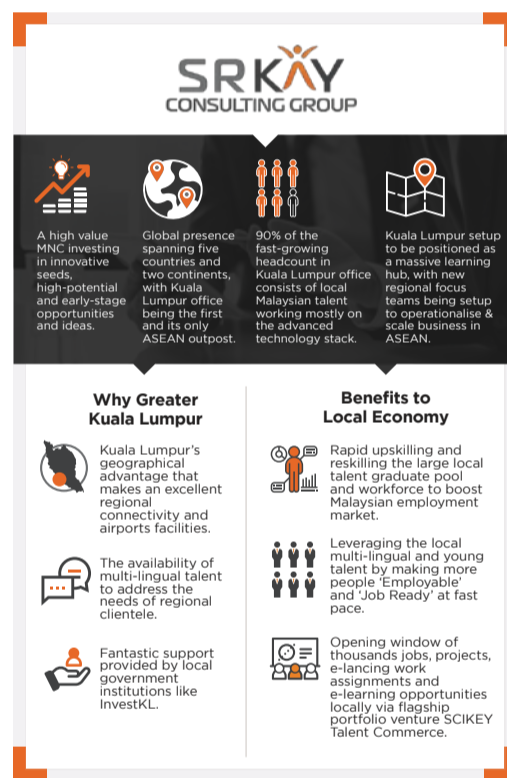 SRKAY
CONSULTING GROUP
A high value
MNC investing
in innovative
seeds,
high-potential
and early-stage
opportunities
and ideas.
Global presence
spanning five
countries and
two continents,
with Kuala
Lumpur office
being the first
and its only
ASEAN outpost.
90% of the
fast-growing
headcount in
Kuala Lumpur office
consists of local
Malaysian talent
working mostly on
the advanced
technology stack.
Kuala Lumpur setup
to be positioned as
a massive learning
hub, with new
regional focus
teams being setup
to operationalise &
scale business in
ASEAN.
Why Greater
Kuala Lumpur
Kuala Lumpur's
geographical
advantage that
makes an excellent
regional
connectivity and
airports facilities.
The availability of
multi-lingual talent
to address the
needs of regional
clientele.
Fantastic support
provided by local
government
institutions like
InvestKL.
Benefits to
Local Economy
Rapid upskilling and
reskilling the large local
talent graduate pool
and workforce to boost
Malaysian employment
market.
Leveraging the local
multi-lingual and young
talent by making more
people ‘Employable’
and ‘Job Ready’ at fast
pace.
Opening window of
thousands jobs, projects,
e-lancing work
assignments and
e-learning opportunities
locally via flagship
portfolio venture SCIKEY
Talent Commerce.